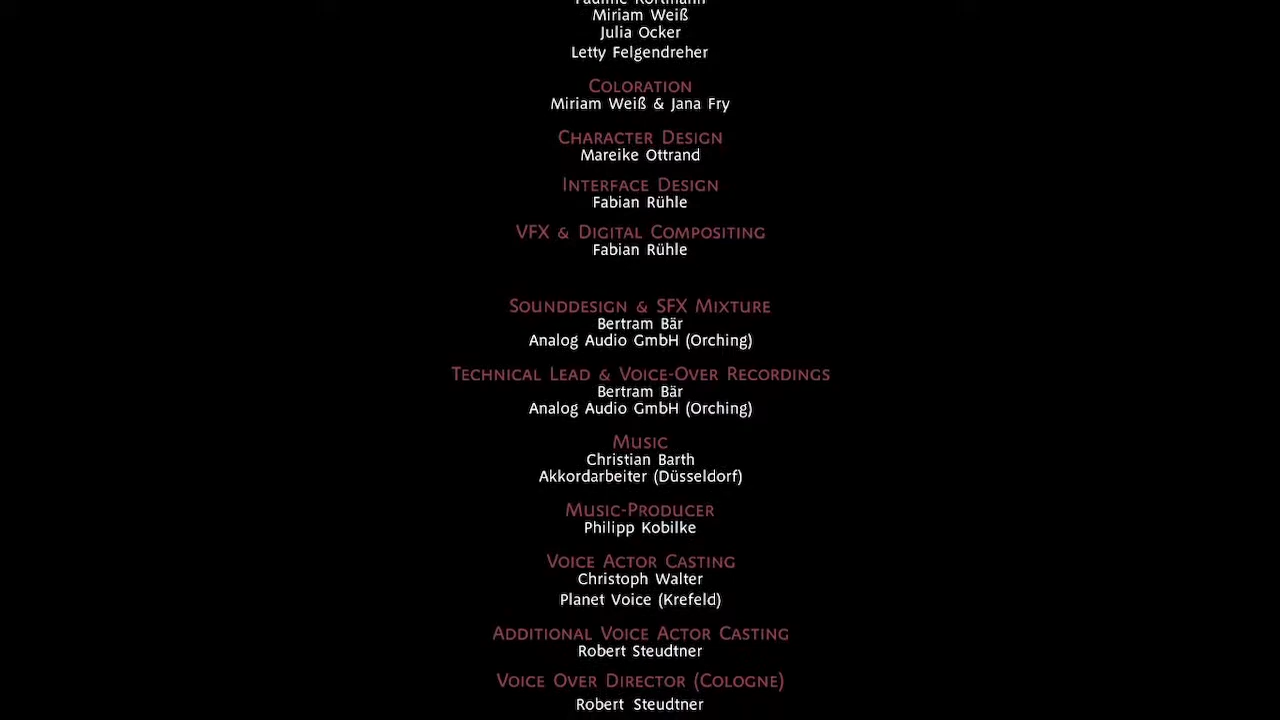 Miriam Weiß
Julia Ocker
Letty Felgendreher
Coloration
Miriam Weiß & Jana Fry
Character Design
Mareike Ottrand
Interface Design
Fabian Rühle
VFX & Digital Compositing
Fabian Rühle
Sounddesign & SFX Mixture
Bertram Bär
Analog Audio GmbH (Orching)
Technical Lead & Voice-Over Recordings
Bertram Bär
Analog Audio GmbH (Orching)
Music
Christian Barth
Akkordarbeiter (Düsseldorf)
Music-Producer
Philipp Kobilke
Voice Actor Casting
Christoph Walter
Planet Voice (Krefeld)
Additional Voice Actor Casting
Robert Steudtner
Voice Over Director (Cologne)
Robert Steudtner